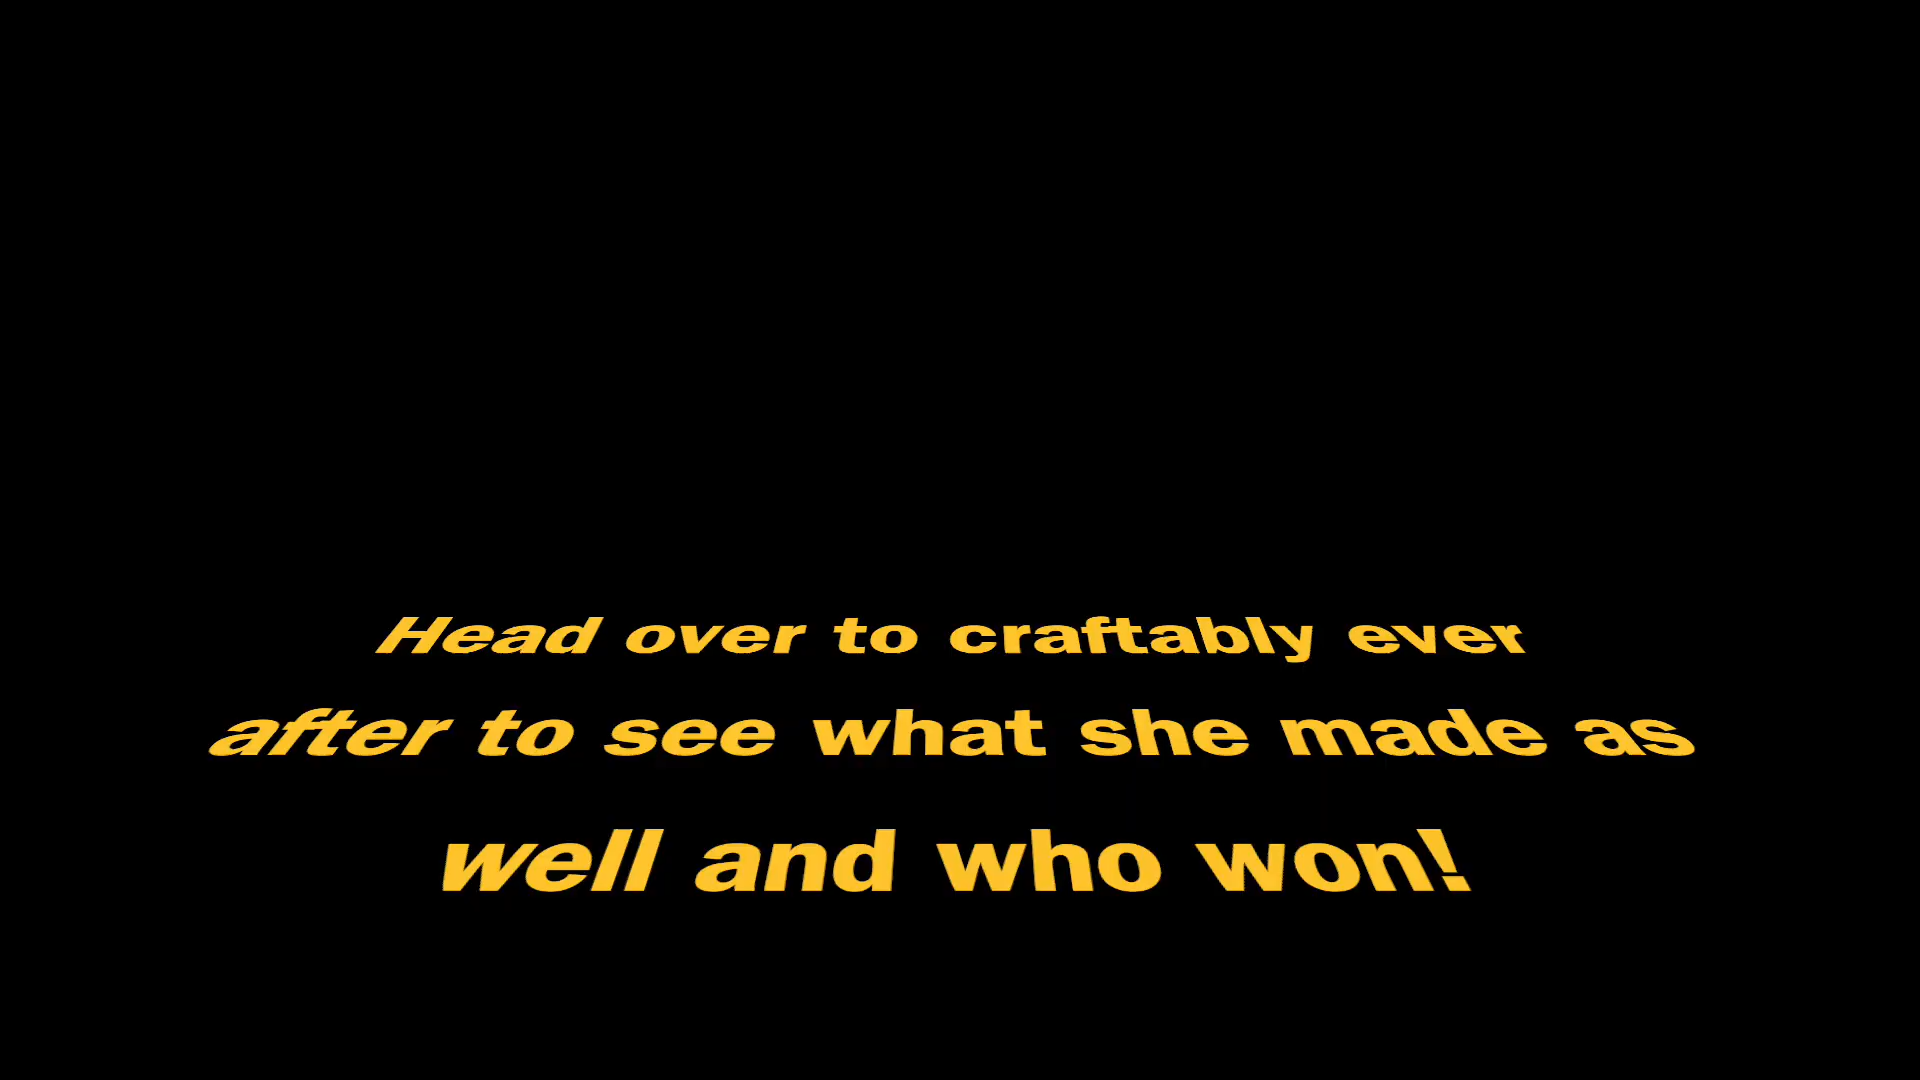 Head over to craftably ever
after to see what she made as
well and who won!